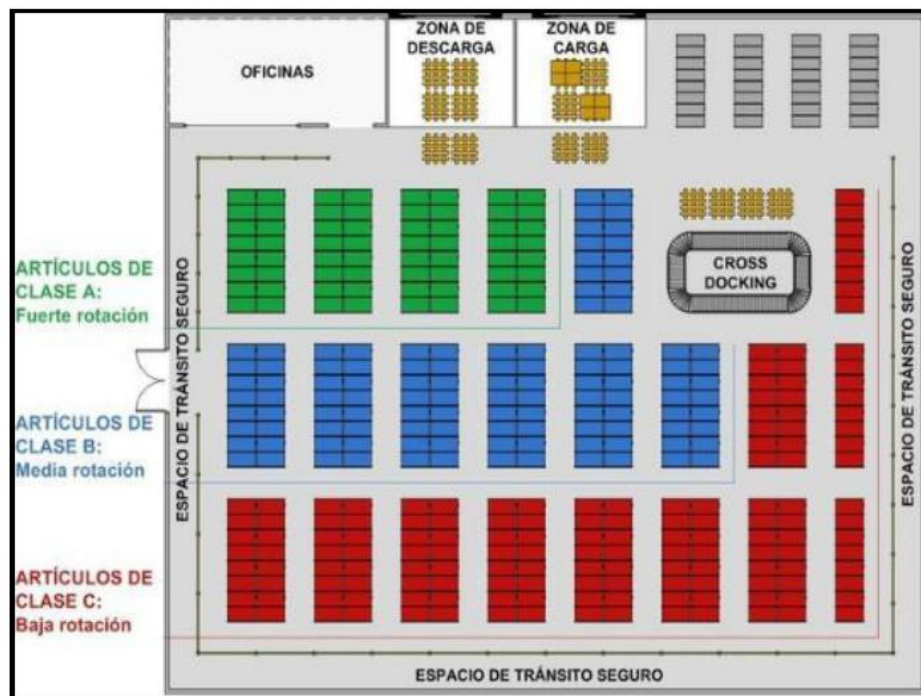 OFICINAS
ZONA DE
DESCARGA
ZONA DE
CARGA
ARTÍCULOS DE
CLASE A:
Fuerte rotación
ESPACIO DE TRÁNSITO SEGURO
CROSS
DOCKING
ESPACIO DE TRÁNSITO SEGURO
ARTÍCULOS DE
CLASE B:
Media rotación
ARTÍCULOS DE
CLASE C:
Baja rotación
ESPACIO DE TRÁNSITO SEGURO